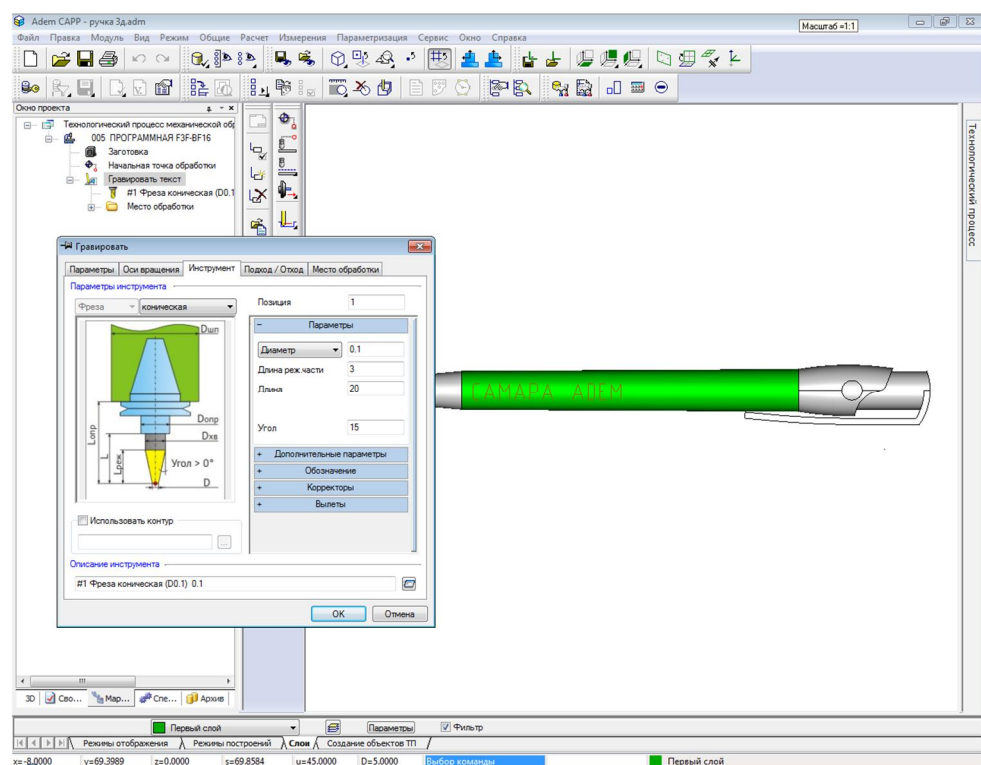 Adem CAPP - ручка 3д.adm
Масштаб =1:1
Файл Правка Модуль Вид Режим Общие Расчет Измерения Параметризация Сервис Окно Справка
Окно проекта
Технологический процесс механической об
005 ПРОГРАММНАЯ F3F-BF16
Заготовка
Начальная точка обработки
Гравировать текст
#1 Фреза коническая (D0.1
Место обработки
Технологический процесс
Гравировать
Параметры Оси вращения Инструмент Подход / Отход Место обработки
Параметры инструмента
Фреза коническая
Позиция 1
Параметры
Диаметр 0.1
Длина реж.части 3
Длина 20
Угол 15
Дополнительные параметры
Обозначение
Корректоры
Вылеты
Dшп
Dопр
Dхв
Lопр
L
Lреж
Угол > 0°
D
Использовать контур
Описание инструмента
#1 Фреза коническая (D0.1) 0.1
OK Отмена
САМАРА АДЕМ
3D Сво... Мар... Спе... Архив
Первый слой Параметры Фильтр
Режимы отображения Режимы построений Слои Создание объектов ТП
x=-8.0000 y=69.3989 z=0.0000 s=69.8584 u=45.0000 D=5.0000 Выбор команды Первый слой